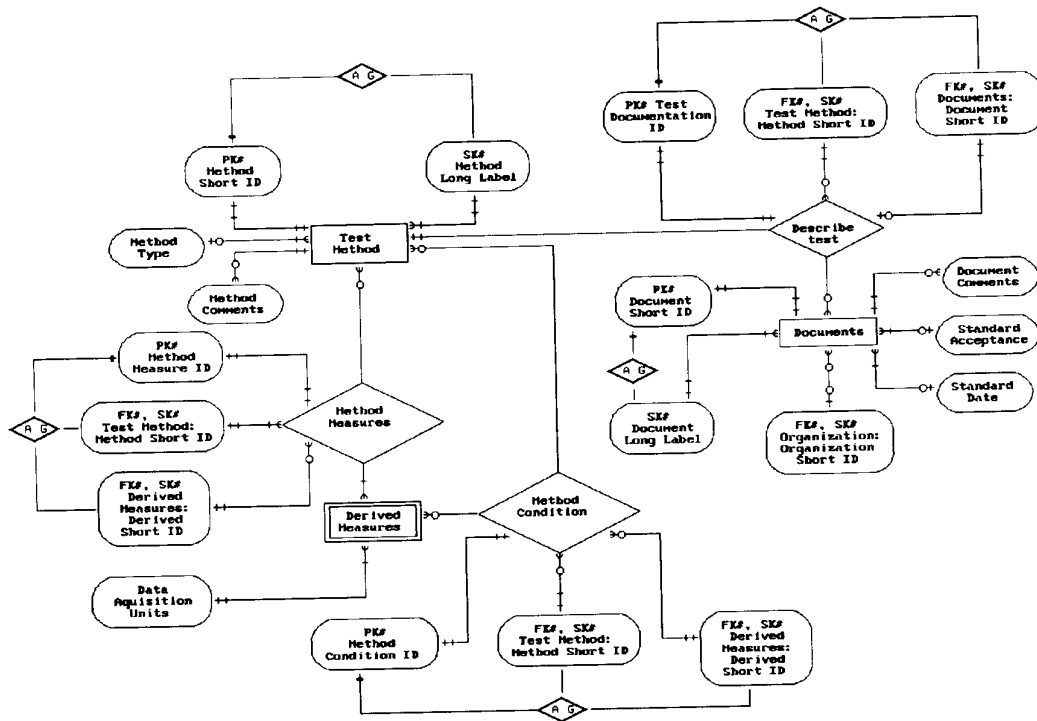 A G
PK#
Method
Short ID
SK#
Method
Long Label
Method
Type
Test
Method
Method
Comments
A G
PK# Test
Documentation
ID
FK#, SK#
Test Method:
Method Short ID
FK#, SK#
Documents:
Document
Short ID
Describe
test
PK#
Document
Short ID
Document
Comments
Documents
Standard
Acceptance
A G
SK#
Document
Long Label
Standard
Date
FK#, SK#
Organization:
Organization
Short ID
PK#
Method
Measure ID
A G
FK#, SK#
Test Method:
Method Short ID
Method
Measures
FK#, SK#
Derived
Measures:
Derived
Short ID
Derived
Measures
Method
Condition
Data
Aquisition
Units
PK#
Method
Condition ID
FK#, SK#
Test Method:
Method Short ID
FK#, SK#
Derived
Measures:
Derived
Short ID
A G